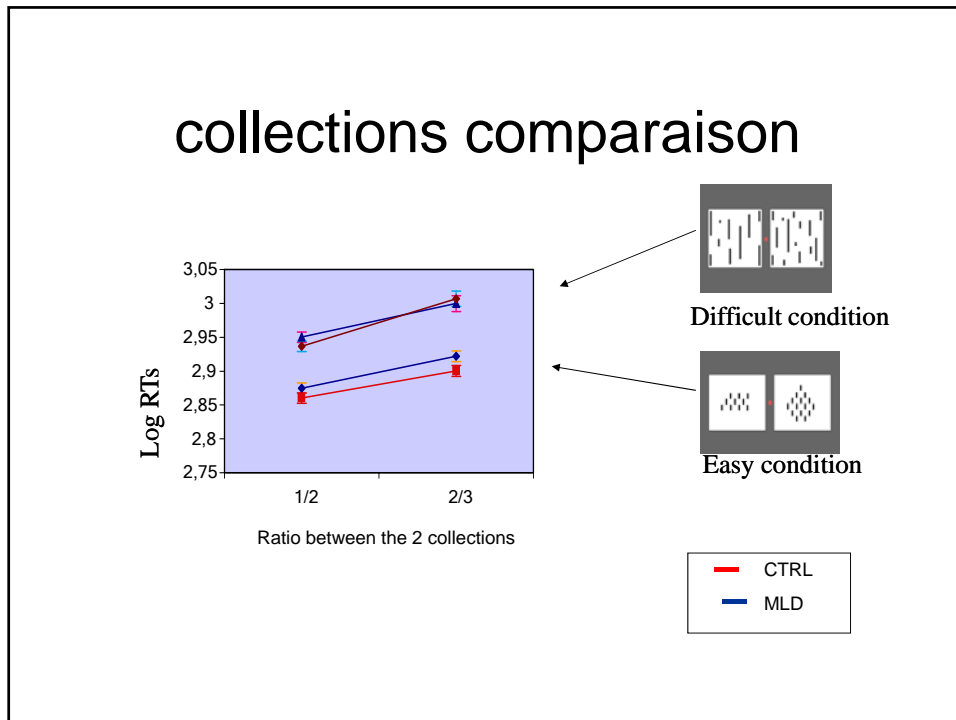 collections comparaison
3,05
3
2,95
2,9
2,85
2,8
2,75
Log RTs
1/2 2/3
Ratio between the 2 collections
Difficult condition
Easy condition
CTRL
MLD